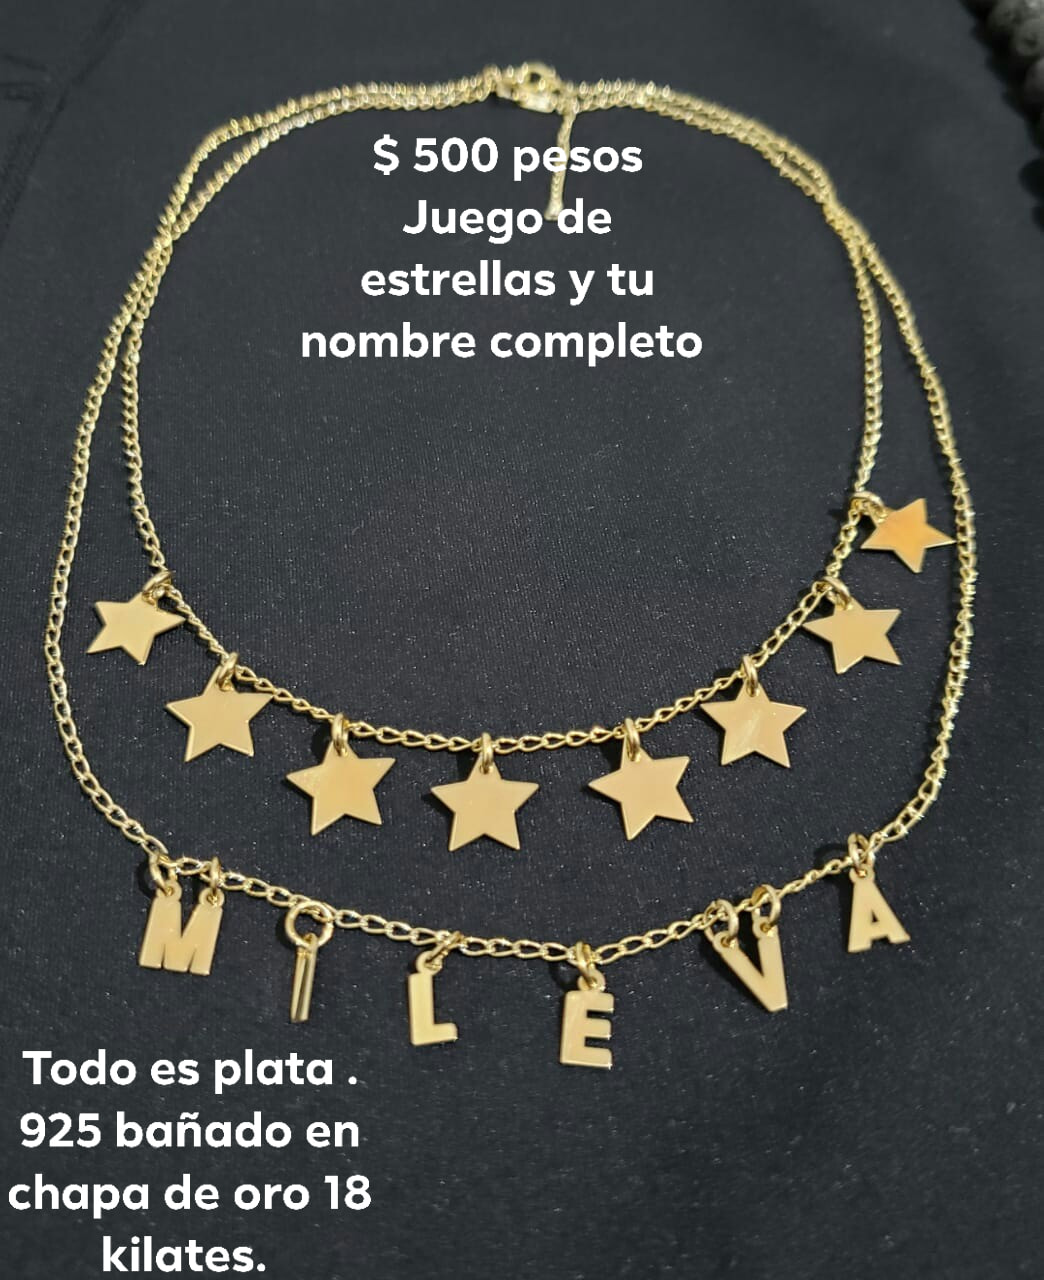 $ 500 pesos
Juego de
estrellas y tu
nombre completo
MILEVA
Todo es plata .
925 bañado en
chapa de oro 18
kilates.